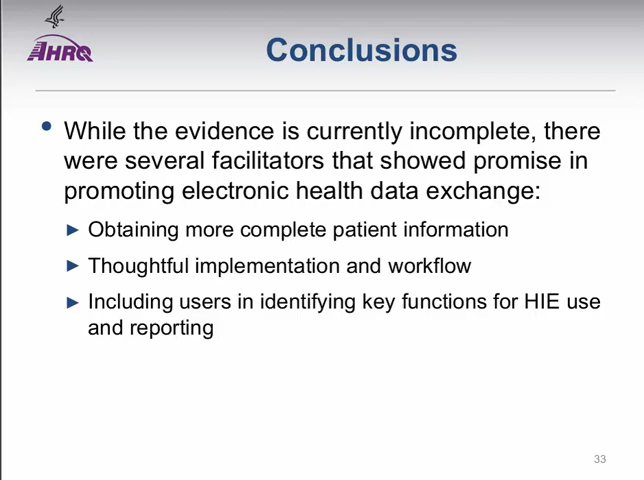 AHRQ
Conclusions
• While the evidence is currently incomplete, there
were several facilitators that showed promise in
promoting electronic health data exchange:
► Obtaining more complete patient information
► Thoughtful implementation and workflow
► Including users in identifying key functions for HIE use
and reporting
33